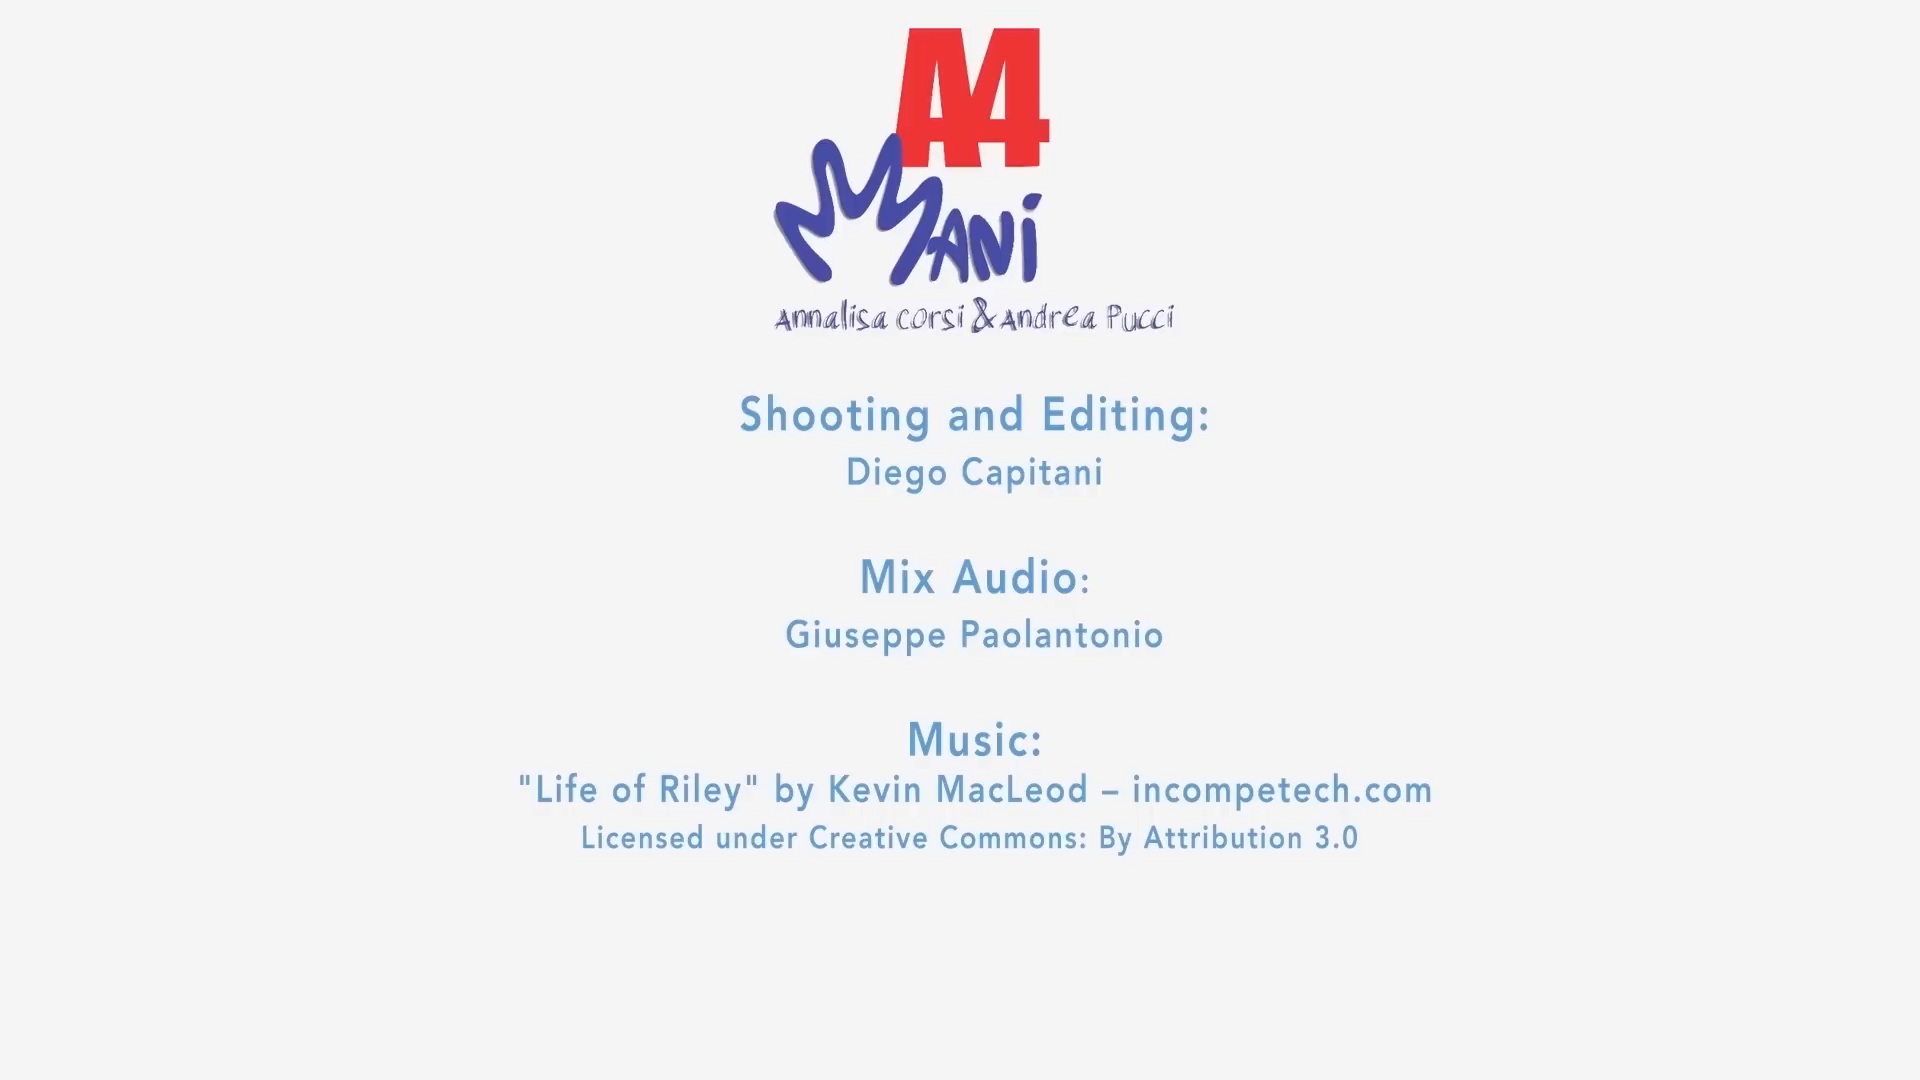 A4
MANi
Annalisa corsi & Andrea Pucci
Shooting and Editing:
Diego Capitani
Mix Audio:
Giuseppe Paolantonio
Music:
"Life of Riley" by Kevin MacLeod – incompetech.com
Licensed under Creative Commons: By Attribution 3.0